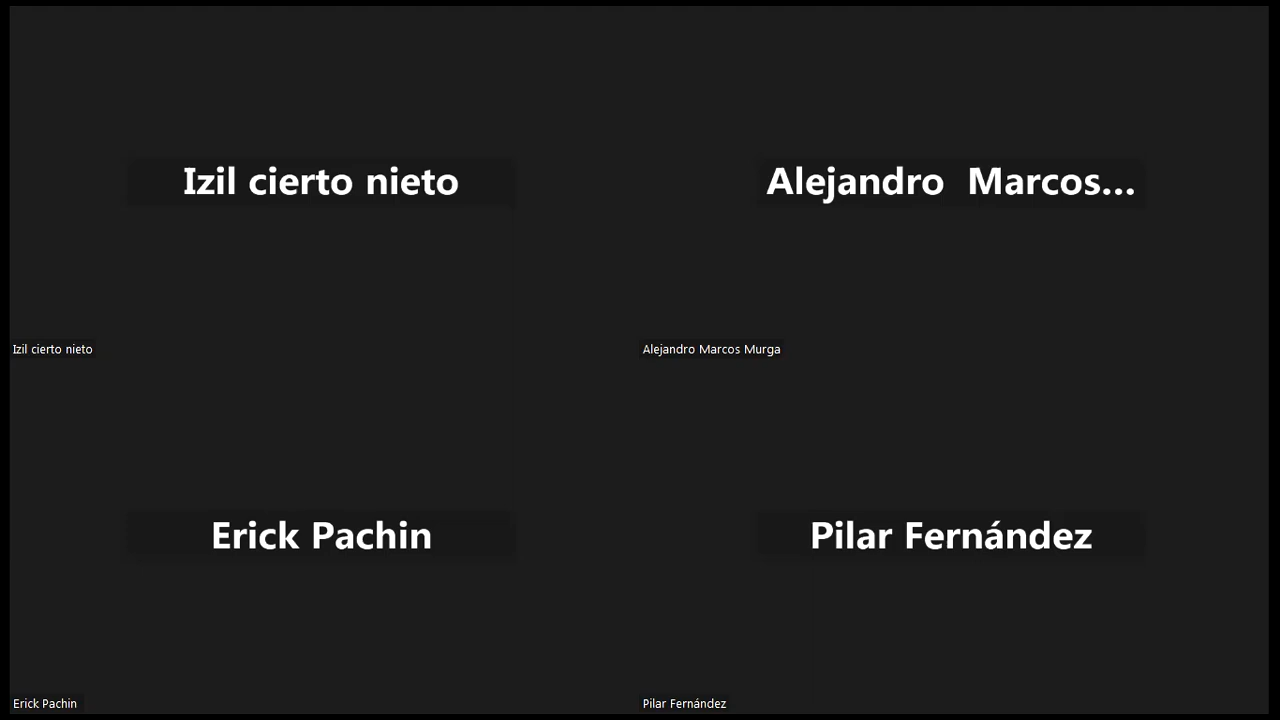 Izil cierto nieto
Alejandro  Marcos...
Izil cierto nieto
Alejandro Marcos Murga
Erick Pachin
Pilar Fernández
Erick Pachin
Pilar Fernández